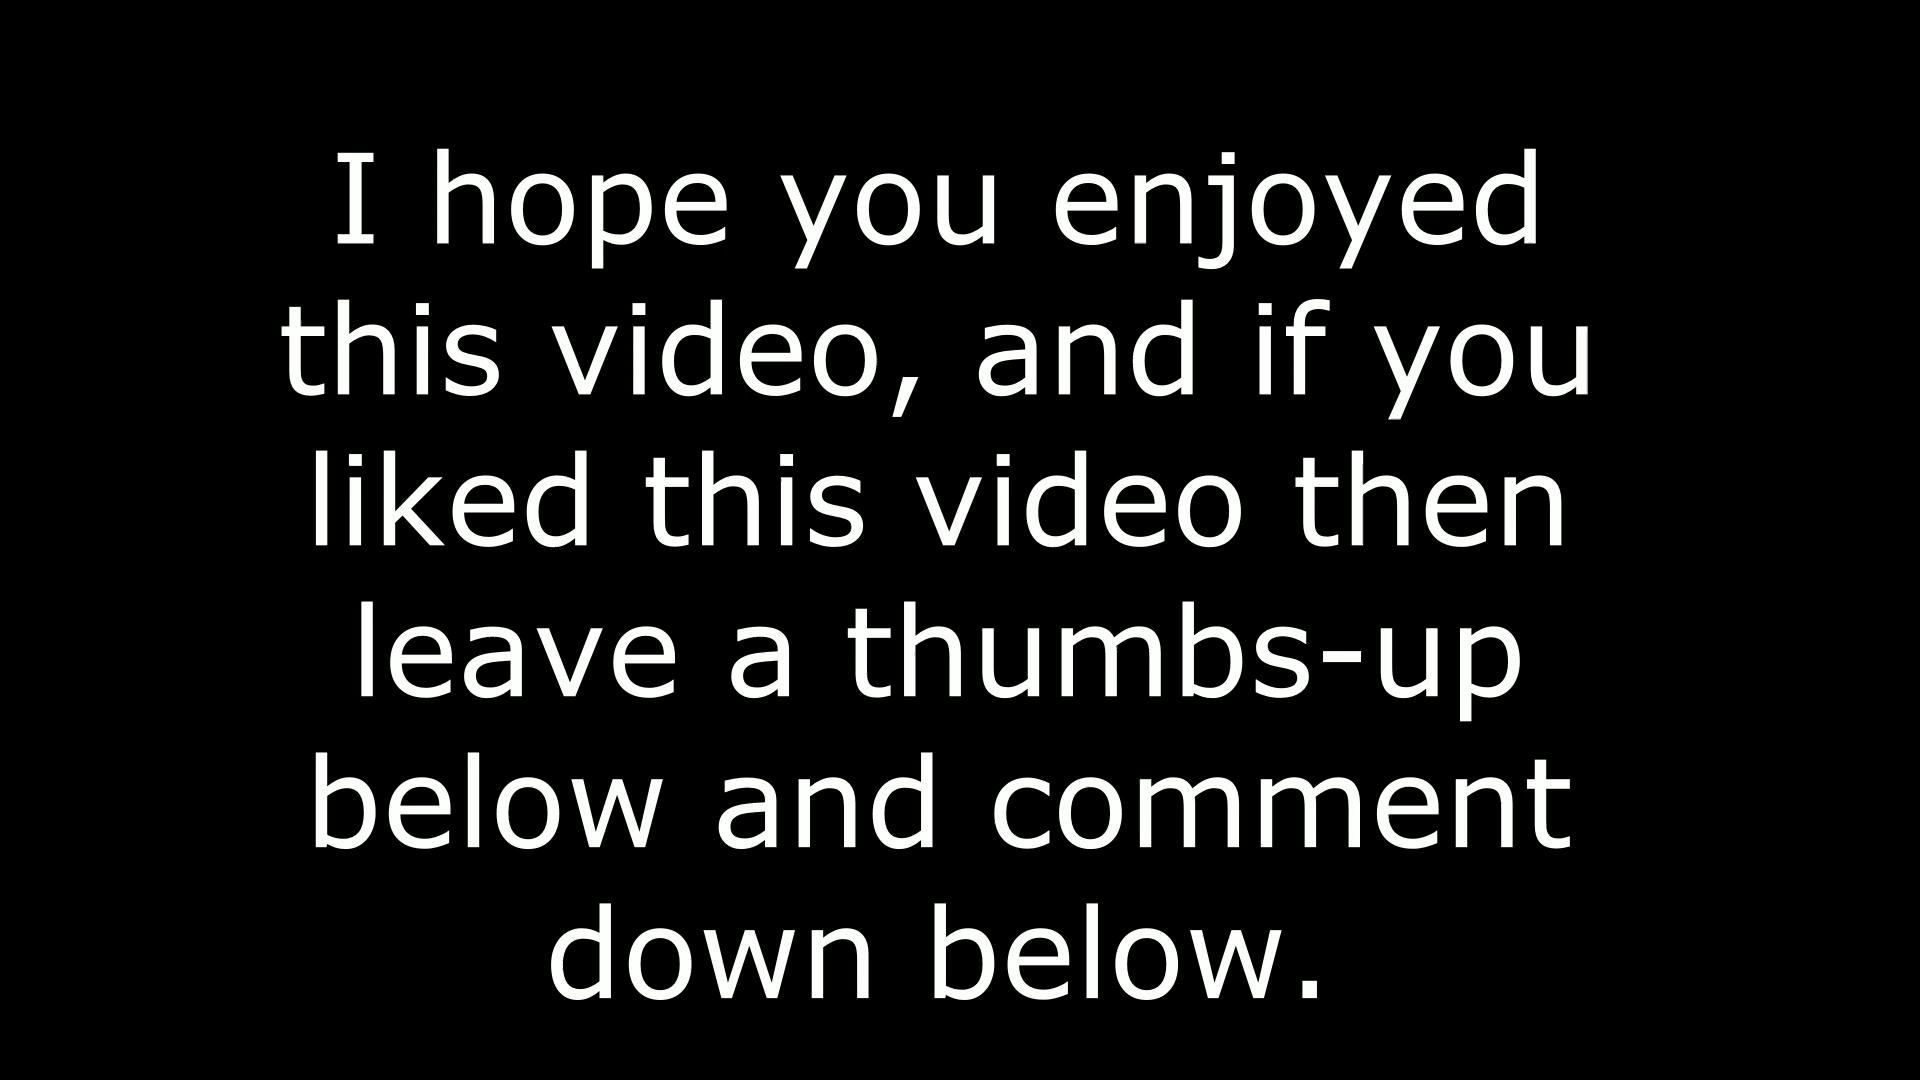 I hope you enjoyed
this video, and if you
liked this video then
leave a thumbs-up
below and comment
down below.